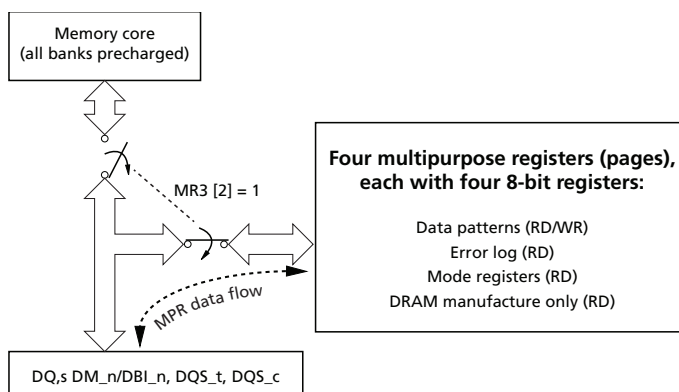 Memory core
(all banks precharged)
MR3 [2] = 1
Four multipurpose registers (pages),
each with four 8-bit registers:
Data patterns (RD/WR)
Error log (RD)
Mode registers (RD)
DRAM manufacture only (RD)
MPR data flow
DQ,s DM_n/DBI_n, DQS_t, DQS_c